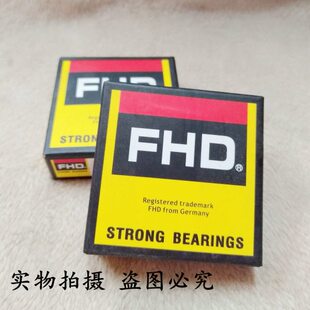 FHD
FHD
STRONG
FHD®
Registered trademark
FHD from Germany
STRONG BEARINGS
实物拍摄 盗图必究